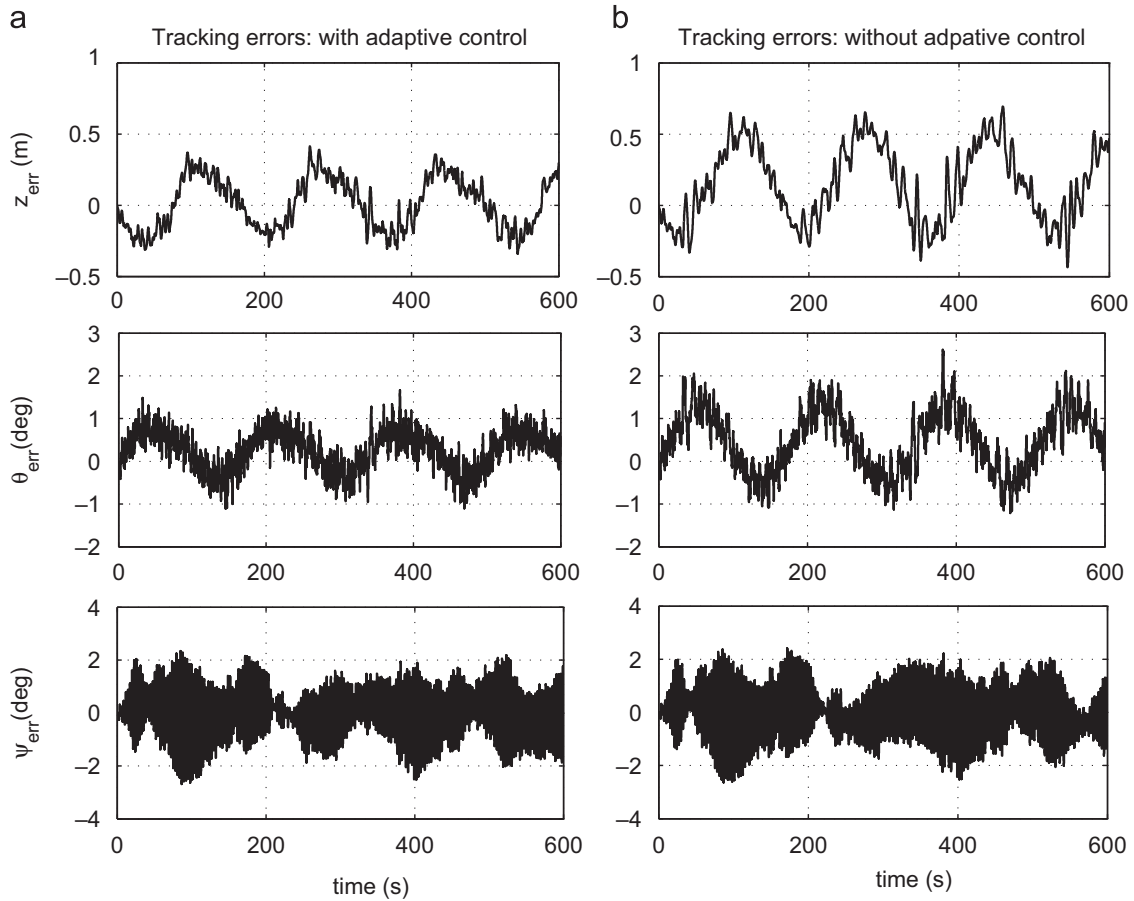 a
b
Tracking errors: with adaptive control
Tracking errors: without adpative control
1
0.5
0
–0.5
z_err (m)
0 200 400 600
1
0.5
0
–0.5
0 200 400 600
3
2
1
0
–1
–2
θ_err(deg)
0 200 400 600
3
2
1
0
–1
–2
0 200 400 600
4
2
0
–2
–4
ψ_err(deg)
0 200 400 600
time (s)
4
2
0
–2
–4
0 200 400 600
time (s)